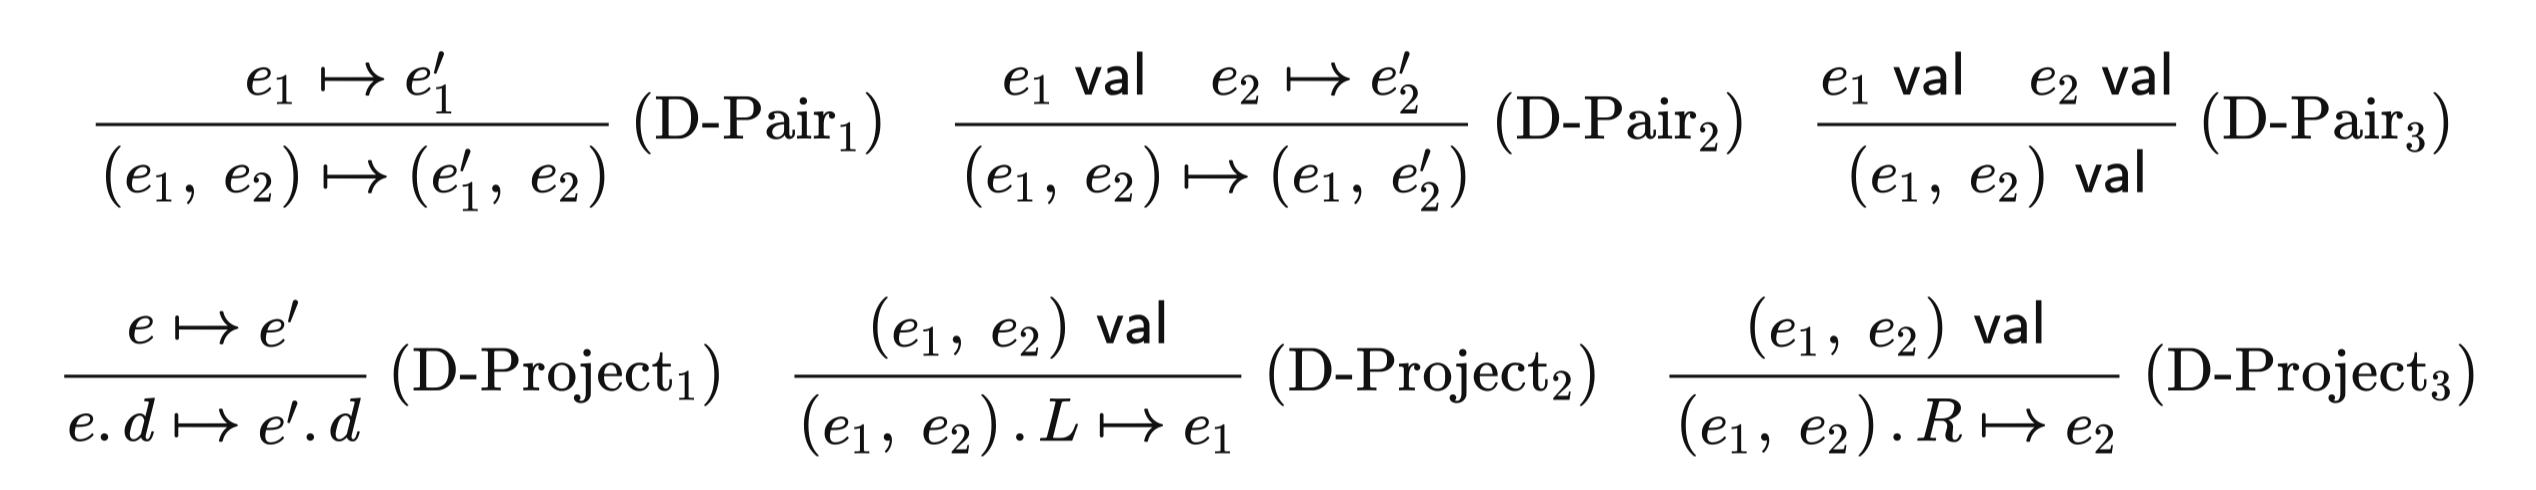 e₁ ↦ e′₁
(e₁, e₂) ↦ (e′₁, e₂)
(D-Pair₁)
e₁ val e₂ ↦ e′₂
(e₁, e₂) ↦ (e₁, e′₂)
(D-Pair₂)
e₁ val e₂ val
(e₁, e₂) val
(D-Pair₃)
e ↦ e′
e.d ↦ e′.d
(D-Project₁)
(e₁, e₂) val
(e₁, e₂).L ↦ e₁
(D-Project₂)
(e₁, e₂) val
(e₁, e₂).R ↦ e₂
(D-Project₃)